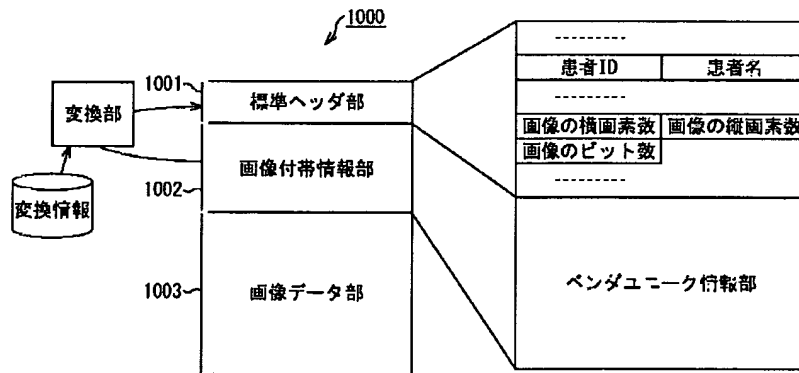 1000
1001
標準ヘッダ部
変換部
画像付帯情報部
1002
変換情報
1003
画像データ部
---------
患者ID
患者名
---------
画像の横画素数
画像の縦画素数
画像のビット数
---------
ベンダユニーク情報部